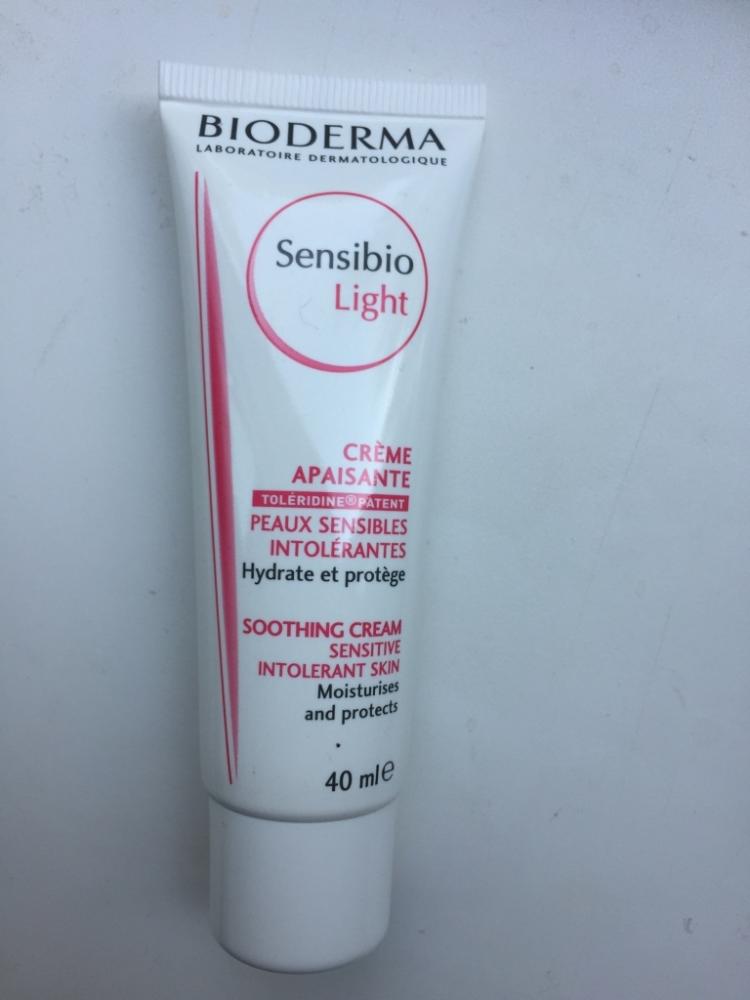 BIODERMA
LABORATOIRE DERMATOLOGIQUE
Sensibio
Light
CRÈME
APAISANTE
TOLÉRIDINE® PATENT
PEAUX SENSIBLES
INTOLÉRANTES
Hydrate et protège
SOOTHING CREAM
SENSITIVE
INTOLERANT SKIN
Moisturises
and protects
40 ml℮